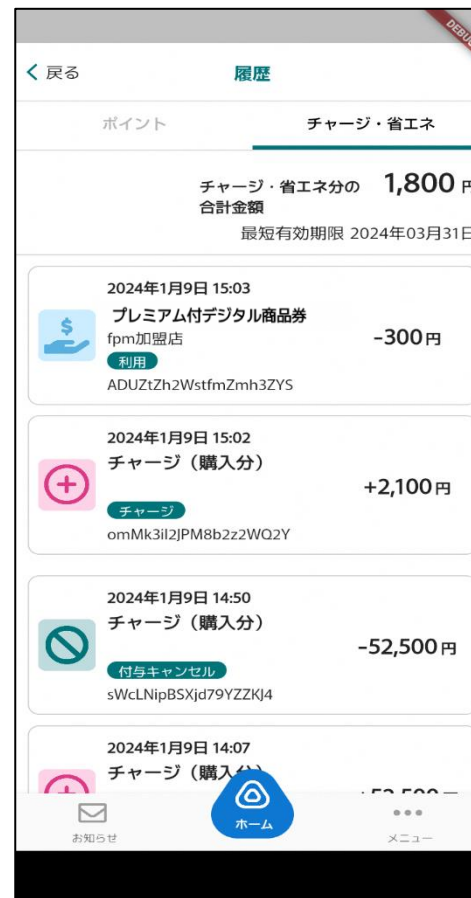 DEBUG
戻る
履歴
ポイント
チャージ・省エネ
チャージ・省エネ分の 1,800 円
合計金額
最短有効期限 2024年03月31日
2024年1月9日 15:03
プレミアム付デジタル商品券
fpm加盟店
-300円
利用
ADUZtZh2WstfmZmh3ZYS
2024年1月9日 15:02
チャージ（購入分）
+2,100円
チャージ
omMk3il2JPM8b2z2WQ2Y
2024年1月9日 14:50
チャージ（購入分）
-52,500円
付与キャンセル
sWcLNipBSXjd79YZZKJ4
2024年1月9日 14:07
チャージ（購入分）
お知らせ
ホーム
メニュー